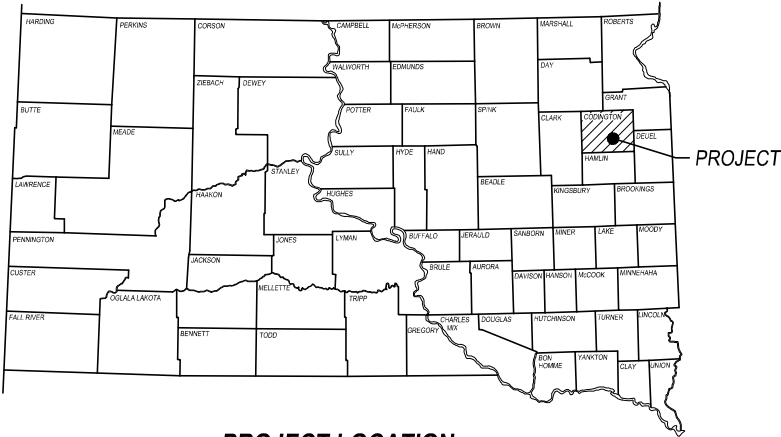 HARDING
PERKINS
CORSON
CAMPBELL
McPHERSON
BROWN
MARSHALL
ROBERTS
WALWORTH
EDMUNDS
DAY
ZIEBACH
DEWEY
GRANT
BUTTE
POTTER
FAULK
SPINK
CLARK
CODINGTON
MEADE
DEUEL
SULLY
HYDE
HAND
HAMLIN
PROJECT
STANLEY
LAWRENCE
HAAKON
HUGHES
BEADLE
KINGSBURY
BROOKINGS
PENNINGTON
JONES
LYMAN
BUFFALO
JERAULD
SANBORN
MINER
LAKE
MOODY
JACKSON
BRULE
AURORA
CUSTER
DAVISON
HANSON
McCOOK
MINNEHAHA
OGLALA LAKOTA
MELLETTE
TRIPP
FALL RIVER
GREGORY
CHARLES
MIX
DOUGLAS
HUTCHINSON
TURNER
LINCOLN
BENNETT
TODD
BON
HOMME
YANKTON
CLAY
UNION
PROJECT LOCATION